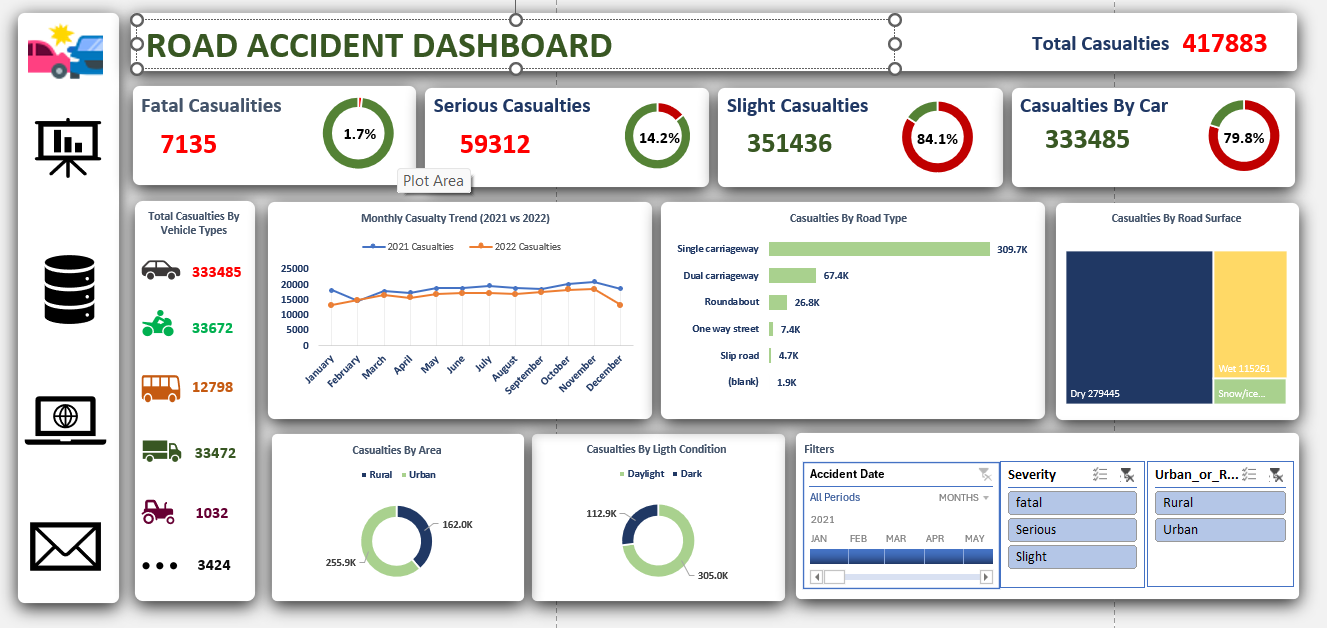 ROAD ACCIDENT DASHBOARD
Total Casualties 417883
Fatal Casualities
7135
1.7%
Serious Casualties
59312
14.2%
Slight Casualties
351436
84.1%
Casualties By Car
333485
79.8%
Plot Area
Total Casualties By
Vehicle Types
333485
33672
12798
33472
1032
3424
Monthly Casualty Trend (2021 vs 2022)
2021 Casualties 2022 Casualties
25000
20000
15000
10000
5000
0
January
February
March
April
May
June
July
August
September
October
November
December
Casualties By Road Type
Single carriageway 309.7K
Dual carriageway 67.4K
Roundabout 26.8K
One way street 7.4K
Slip road 4.7K
(blank) 1.9K
Casualties By Road Surface
Dry 279445
Wet 115261
Snow/ice...
Casualties By Area
Rural Urban
162.0K
255.9K
Casualties By Ligth Condition
Daylight Dark
112.9K
305.0K
Filters
Accident Date
All Periods MONTHS
2021
JAN FEB MAR APR MAY
Severity
fatal
Serious
Slight
Urban_or_R...
Rural
Urban